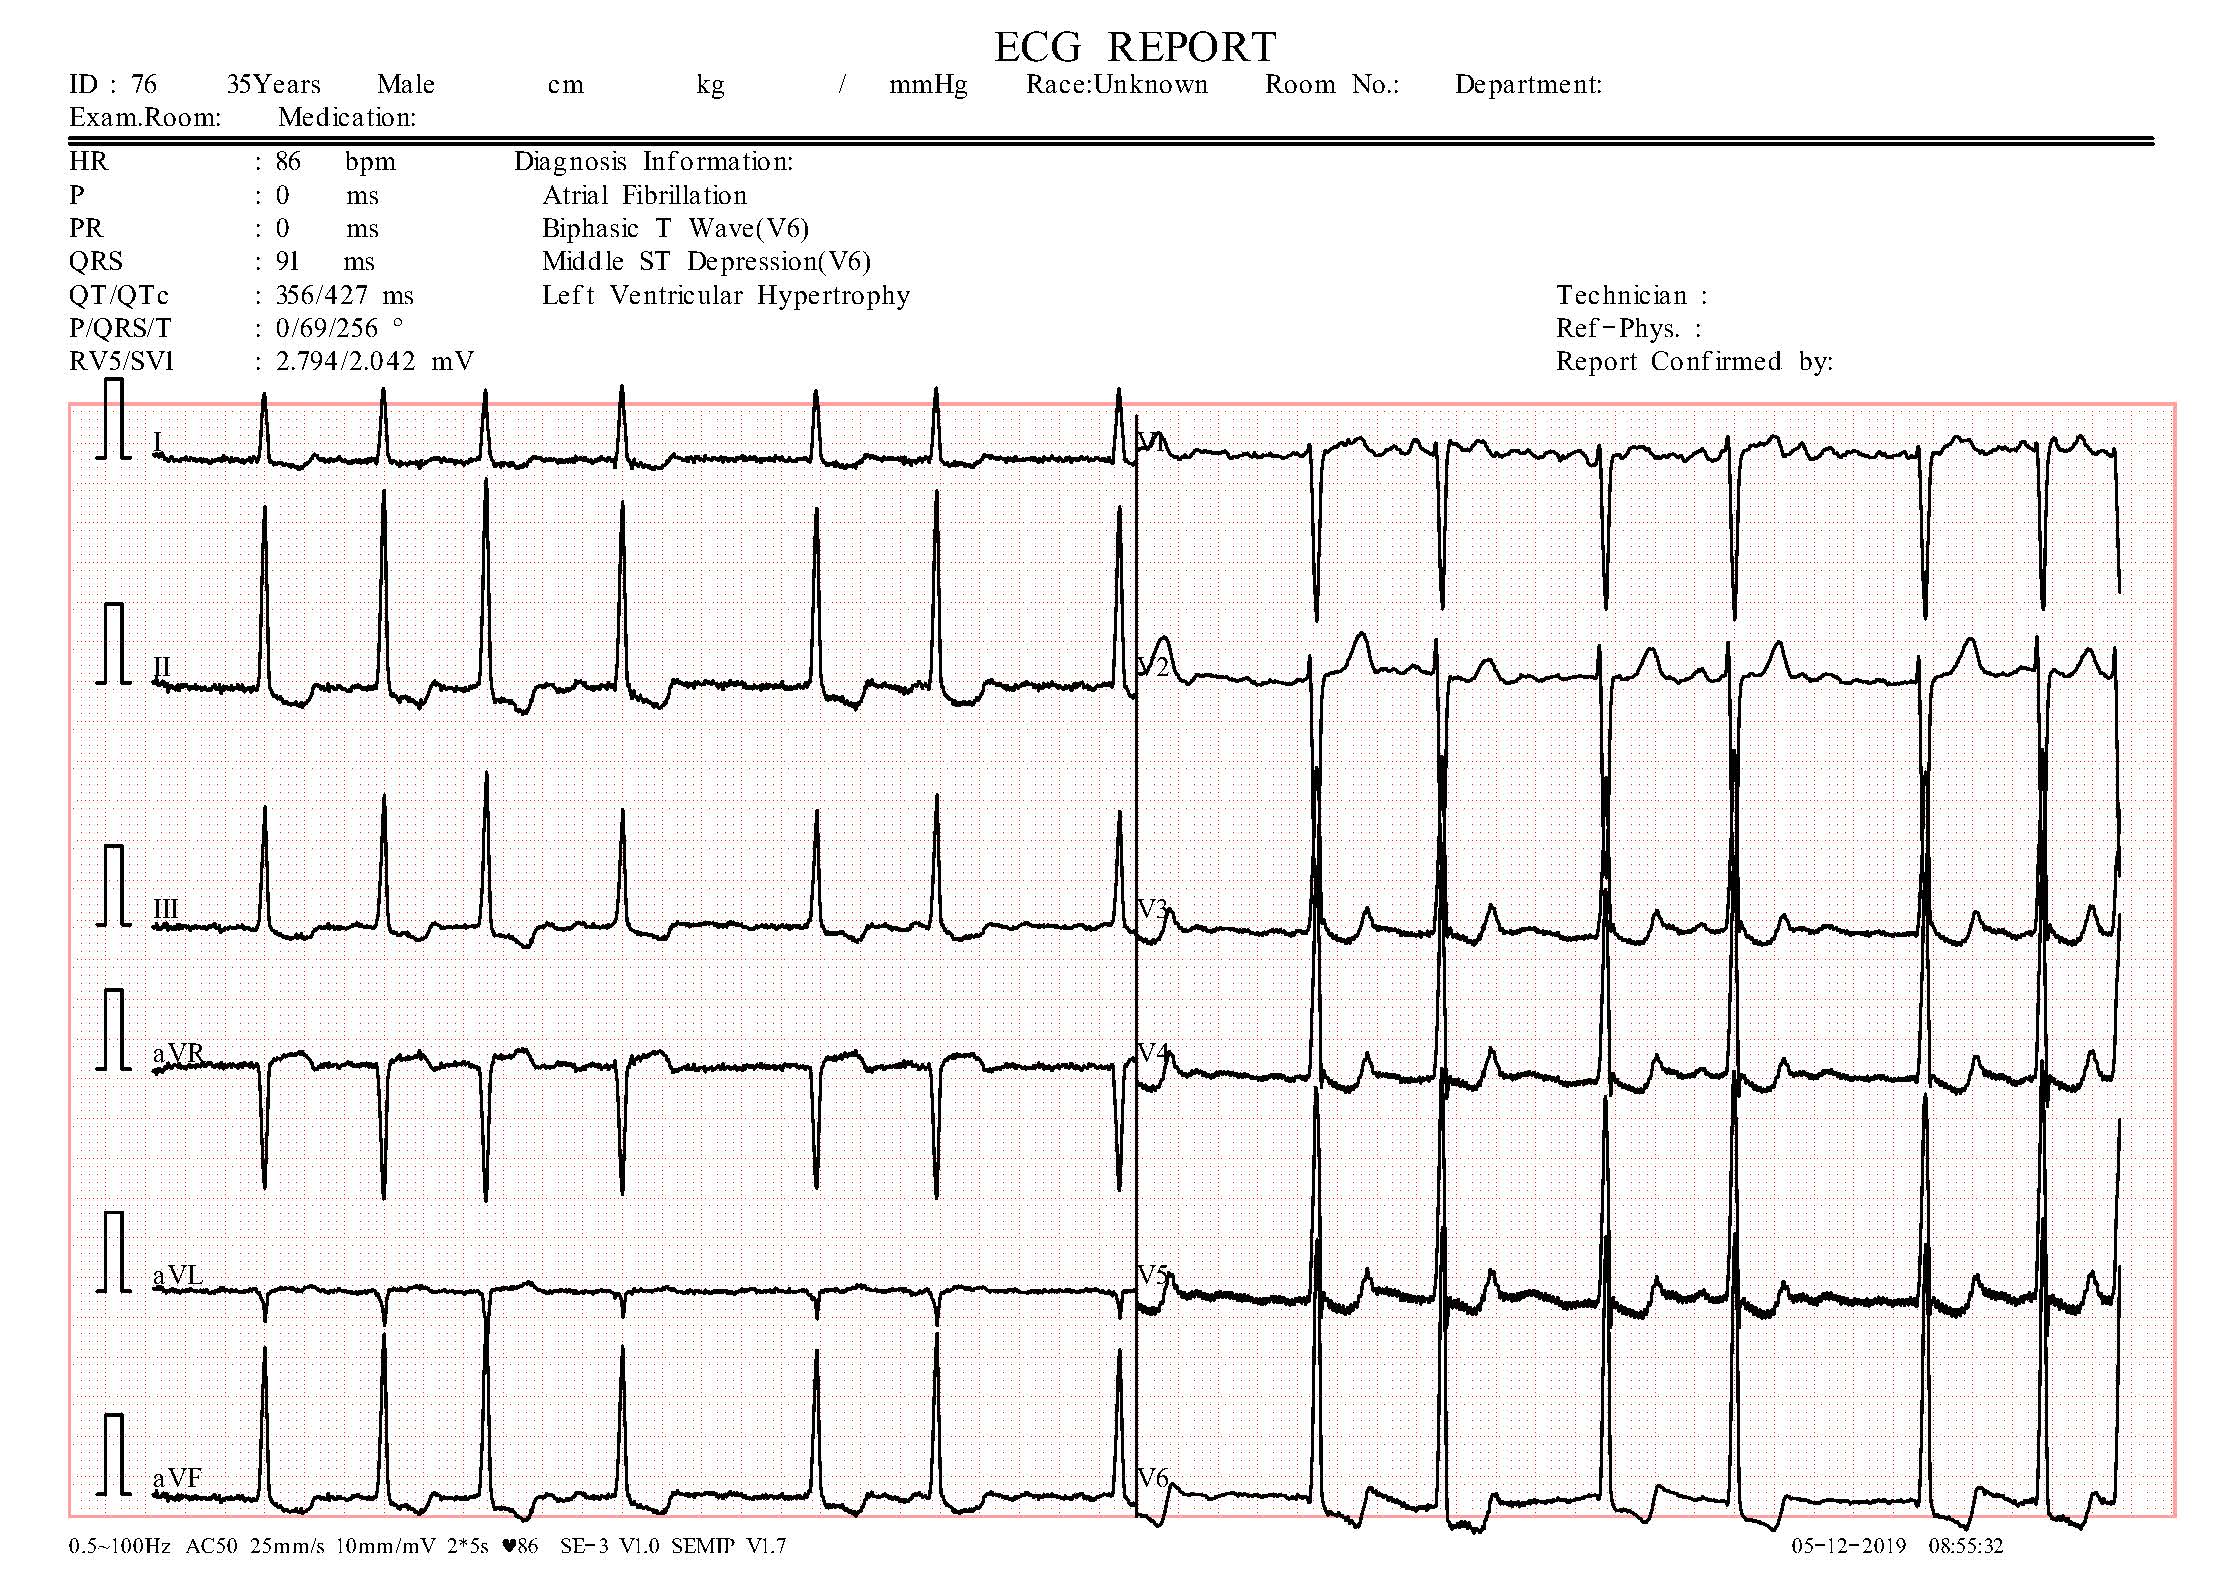 ECG REPORT
ID : 76 35Years Male cm kg / mmHg Race:Unknown Room No.: Department:
Exam.Room: Medication:
HR : 86 bpm Diagnosis Information:
P : 0 ms Atrial Fibrillation
PR : 0 ms Biphasic T Wave(V6)
QRS : 91 ms Middle ST Depression(V6)
QT/QTc : 356/427 ms Left Ventricular Hypertrophy Technician :
P/QRS/T : 0/69/256 ° Ref-Phys. :
RV5/SV1 : 2.794/2.042 mV Report Confirmed by:
I V1
II V2
III V3
aVR V4
aVL V5
aVF V6
0.5~100Hz AC50 25mm/s 10mm/mV 2*5s ♥86 SE-3 V1.0 SEMIP V1.7 05-12-2019 08:55:32